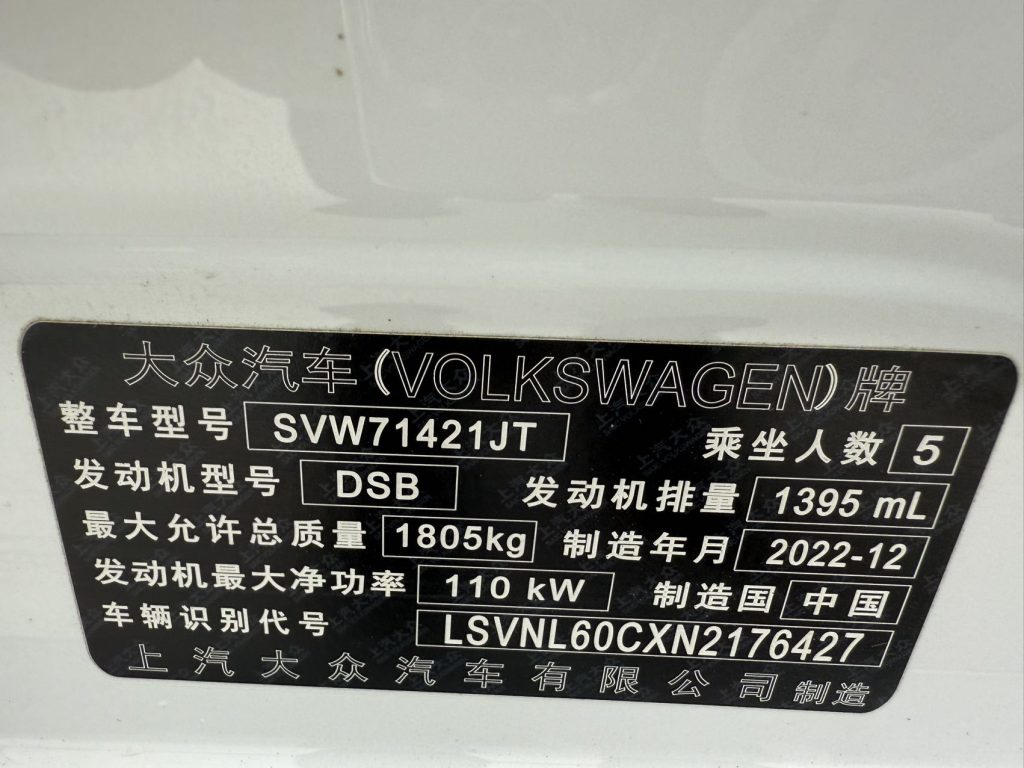 大众汽车(VOLKSWAGEN)牌
整车型号 SVW71421JT 乘坐人数 5
发动机型号 DSB 发动机排量 1395 mL
最大允许总质量 1805kg 制造年月 2022-12
发动机最大净功率 110 kW 制造国 中国
车辆识别代号 LSVNL60CXN2176427
上汽大众汽车有限公司 制造